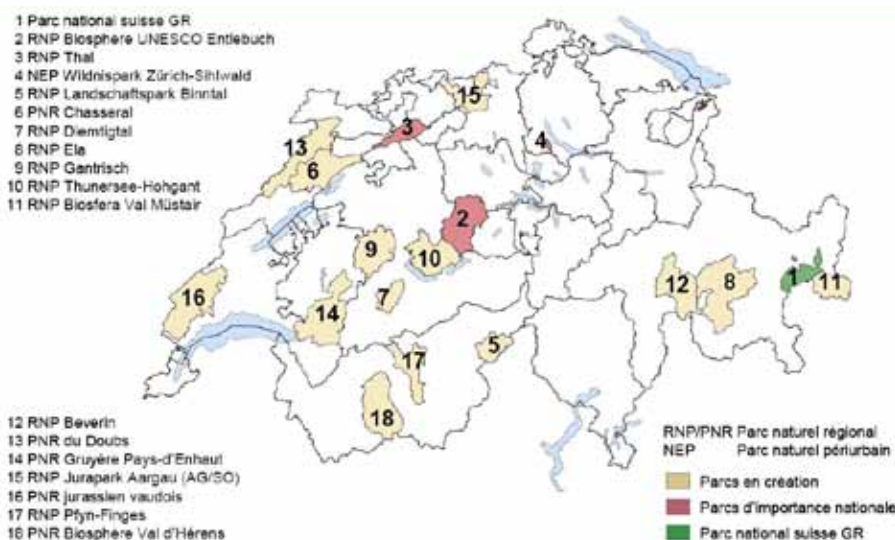 1 Parc national suisse GR
2 RNP Biosphere UNESCO Entlebuch
3 RNP Thal
4 NEP Wildnispark Zürich-Sihlwald
5 RNP Landschaftspark Binntal
6 PNR Chasseral
7 RNP Diemtigtal
8 RNP Ela
9 RNP Gantrisch
10 RNP Thunersee-Hohgant
11 RNP Biosfera Val Müstair
15
3
13
4
6
2
9
10
12
8
1
11
16
7
14
5
17
18
12 RNP Beverin
13 PNR du Doubs
14 PNR Gruyère Pays-d'Enhaut
15 RNP Jurapark Aargau (AG/SO)
16 PNR jurassien vaudois
17 RNP Pfyn-Finges
18 PNR Biosphere Val d'Hérens
RNP/PNR Parc naturel régional
NEP Parc naturel périurbain
Parcs en création
Parcs d'importance nationale
Parc national suisse GR